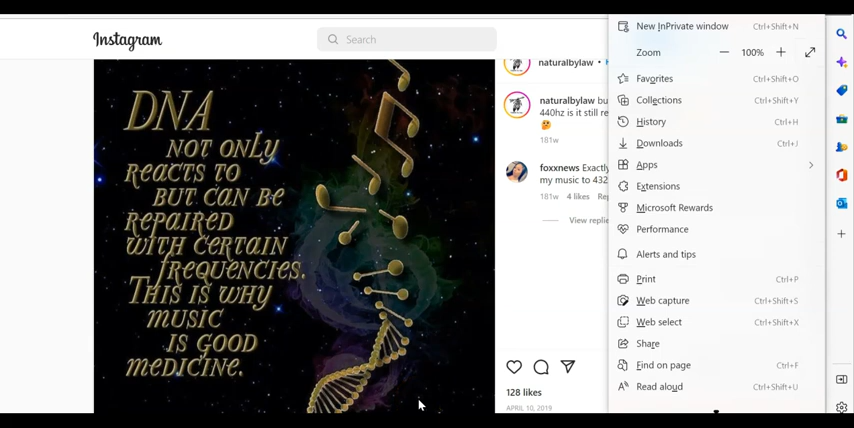 Instagram
Search
DNA
NOT ONLY
REACTS TO
BUT CAN BE
REPAIRED
WITH CERTAIN
FREQUENCIES.
THIS IS WHY
MUSIC
IS GOOD
MEDICINE.
naturalbylaw •
naturalbylaw bu
440hz is it still re
181w
foxxnews Exactly
my music to 432
181w 4 likes Rep
View replie
128 likes
APRIL 10, 2019
New InPrivate window Ctrl+Shift+N
Zoom 100%
Favorites Ctrl+Shift+O
Collections Ctrl+Shift+Y
History Ctrl+H
Downloads Ctrl+J
Apps
Extensions
Microsoft Rewards
Performance
Alerts and tips
Print Ctrl+P
Web capture Ctrl+Shift+S
Web select Ctrl+Shift+X
Share
Find on page Ctrl+F
Read aloud Ctrl+Shift+U